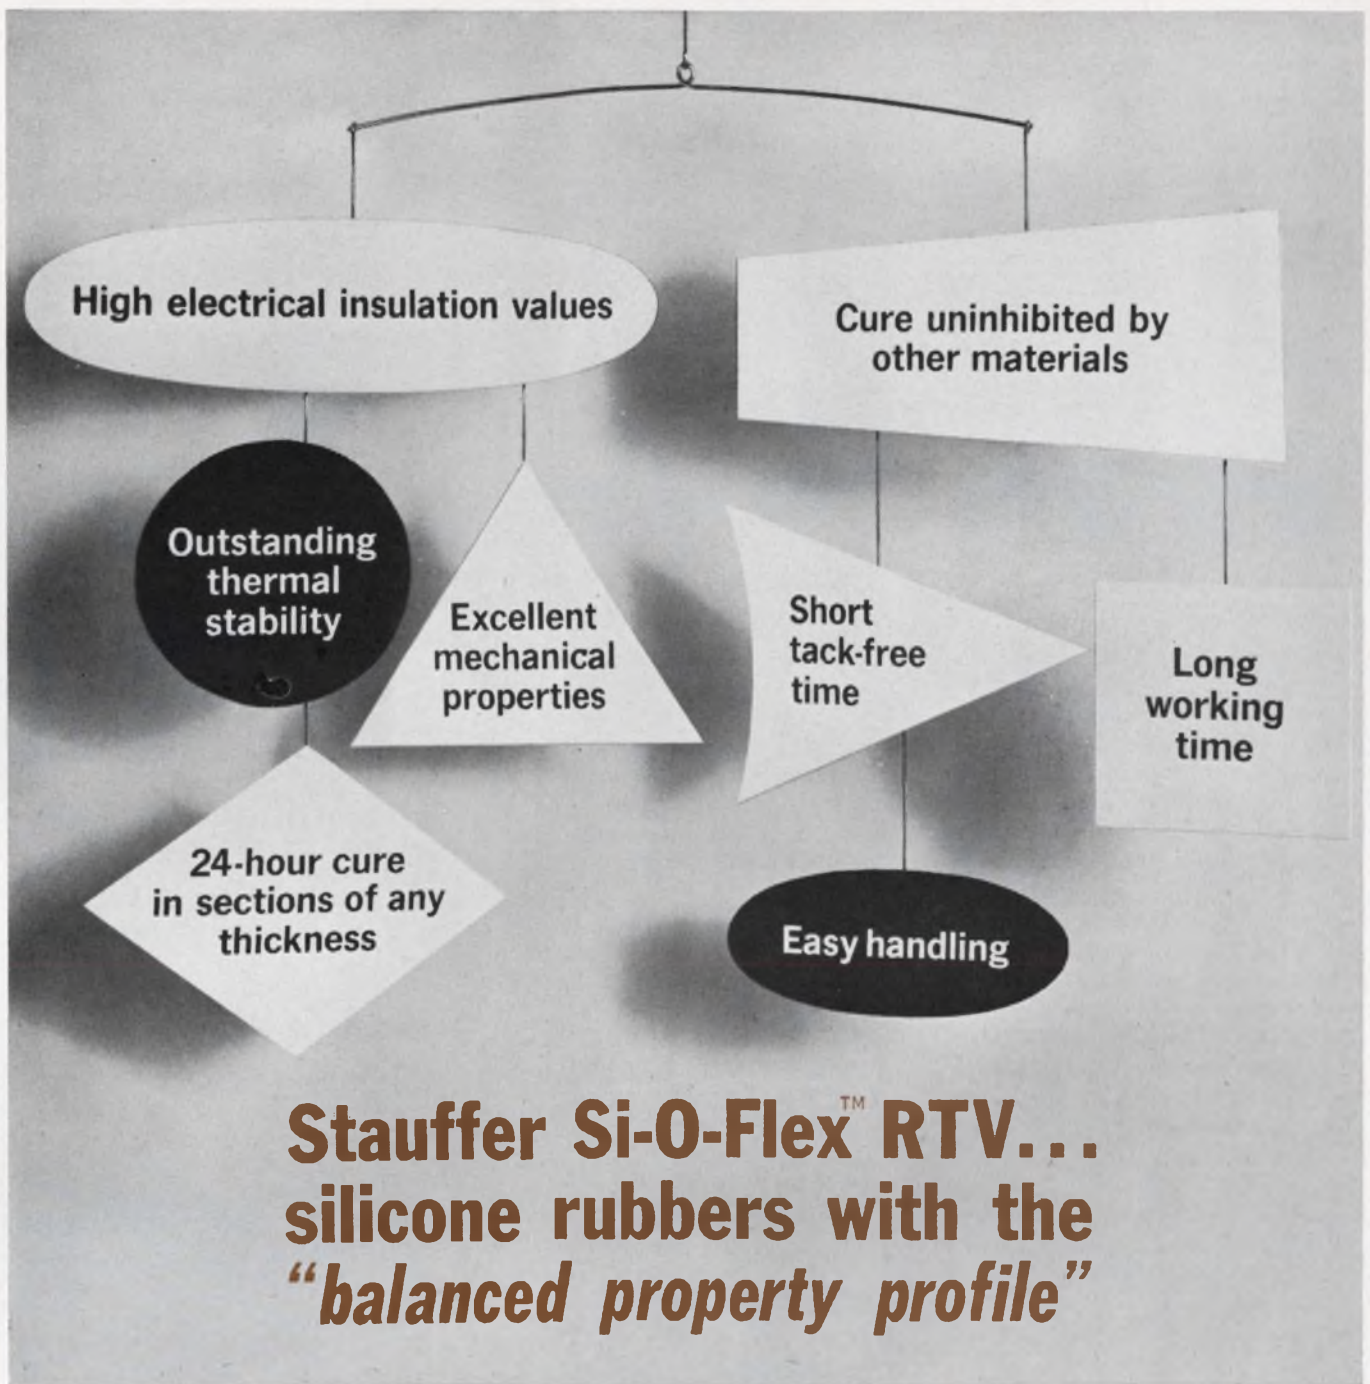 High electrical insulation values
Cure uninhibited by
other materials
Outstanding
thermal
stability
Excellent
mechanical
properties
Short
tack-free
time
Long
working
time
24-hour cure
in sections of any
thickness
Easy handling
Stauffer Si-O-Flex™ RTV...
silicone rubbers with the
“balanced property profile”